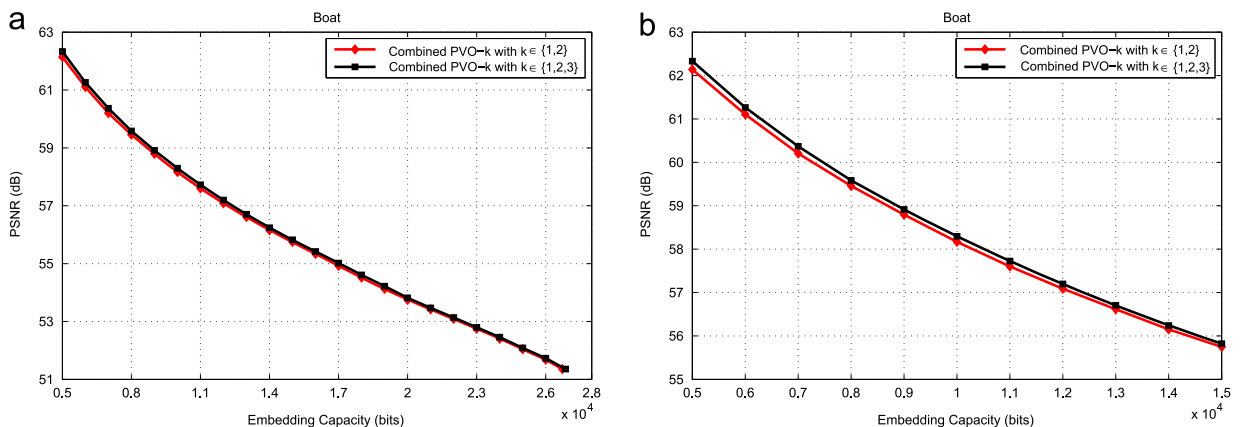 a
Boat
63
61
59
57
55
53
51
PSNR (dB)
Combined PVO−k with k∈ {1,2}
Combined PVO−k with k∈ {1,2,3}
0.5 0.8 1.1 1.4 1.7 2 2.3 2.6 2.8
x 10⁴
Embedding Capacity (bits)
b
Boat
63
62
61
60
59
58
57
56
55
PSNR (dB)
Combined PVO−k with k∈ {1,2}
Combined PVO−k with k∈ {1,2,3}
0.5 0.6 0.7 0.8 0.9 1 1.1 1.2 1.3 1.4 1.5
x 10⁴
Embedding Capacity (bits)